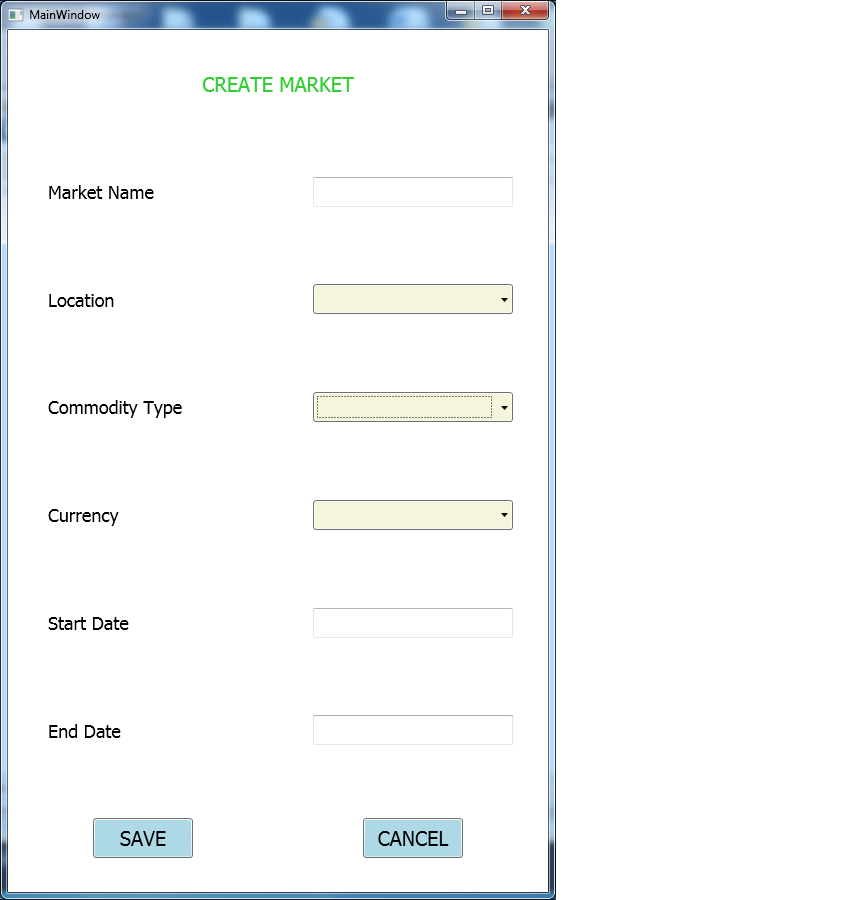 MainWindow
CREATE MARKET
Market Name
Location
Commodity Type
Currency
Start Date
End Date
SAVE CANCEL